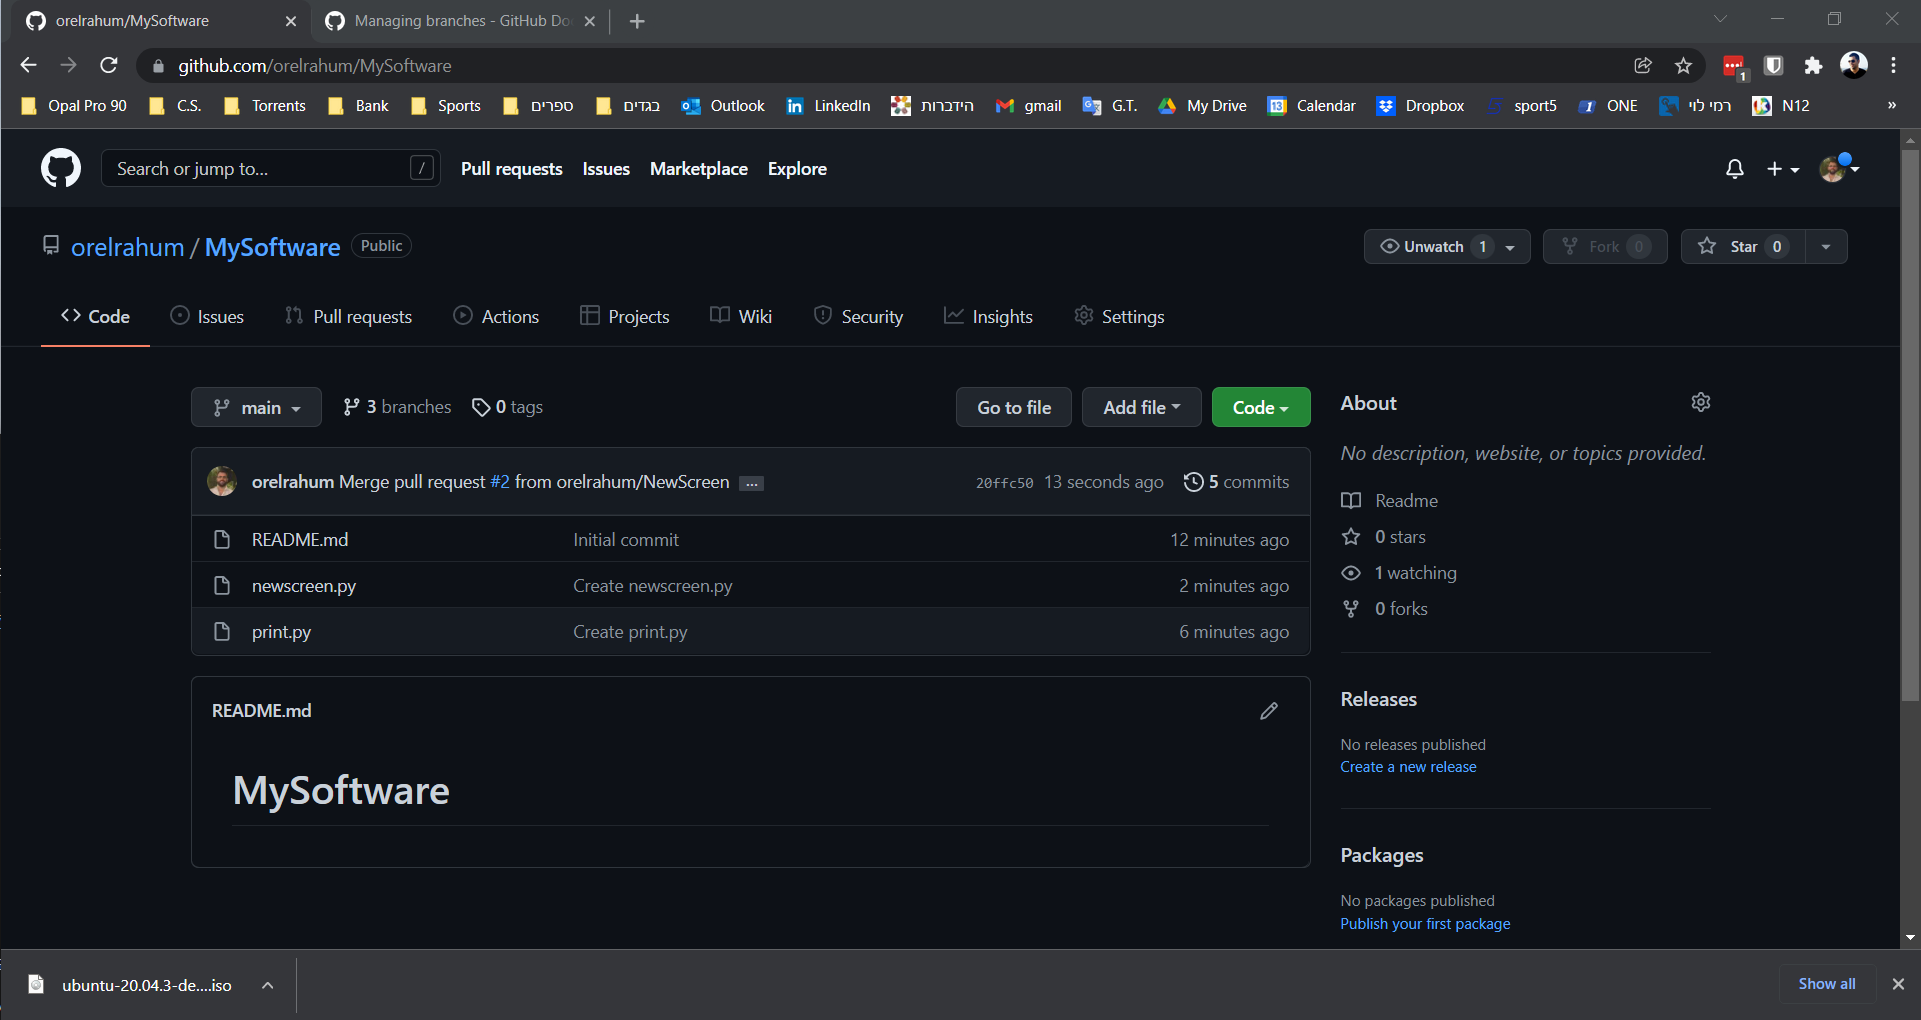 orelrahum/MySoftware
Managing branches - GitHub Do
github.com/orelrahum/MySoftware
1
Opal Pro 90 C.S. Torrents Bank Sports ספרים בגדים Outlook LinkedIn הידברות gmail G.T. My Drive 13 Calendar Dropbox sport5 ONE רמי לוי N12 »
Search or jump to... / Pull requests Issues Marketplace Explore
orelrahum / MySoftware Public Unwatch 1 Fork 0 Star 0
Code Issues Pull requests Actions Projects Wiki Security Insights Settings
main 3 branches 0 tags Go to file Add file Code
orelrahum Merge pull request #2 from orelrahum/NewScreen ... 20ffc50 13 seconds ago 5 commits
README.md Initial commit 12 minutes ago
newscreen.py Create newscreen.py 2 minutes ago
print.py Create print.py 6 minutes ago
README.md
MySoftware
About
No description, website, or topics provided.
Readme
0 stars
1 watching
0 forks
Releases
No releases published
Create a new release
Packages
No packages published
Publish your first package
ubuntu-20.04.3-de....iso Show all